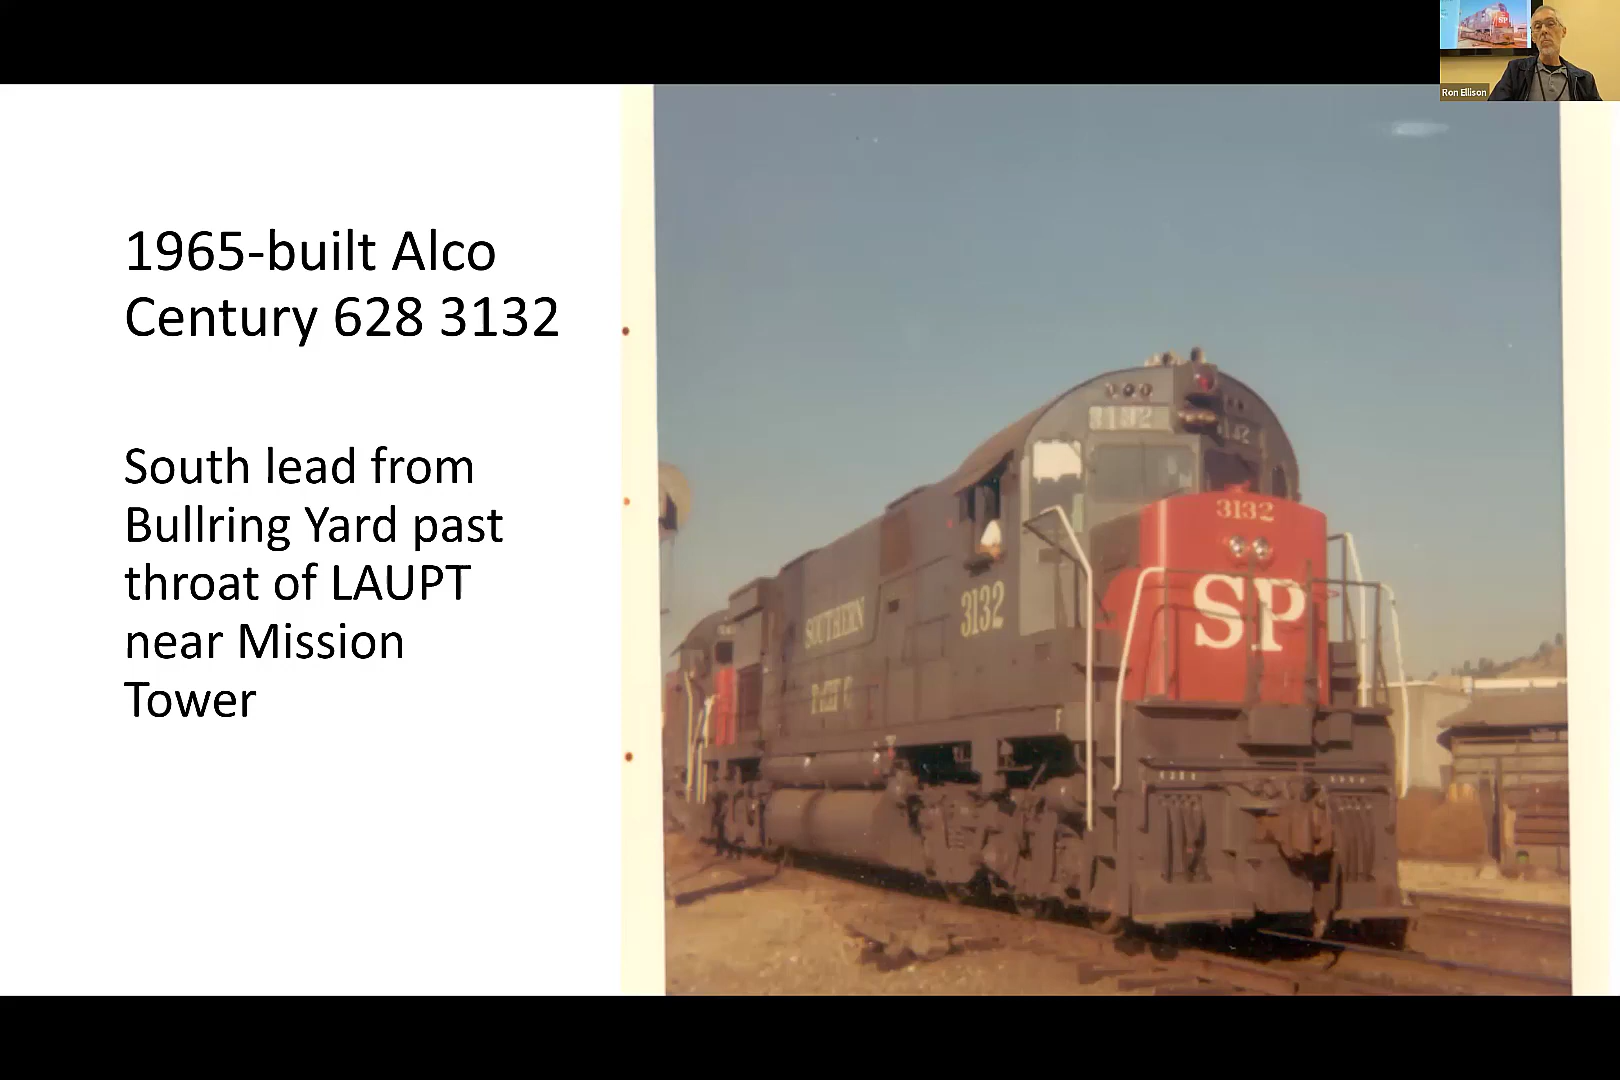 Ron Ellison
1965-built Alco
Century 628 3132
South lead from
Bullring Yard past
throat of LAUPT
near Mission
Tower
3132
3132
SP
3132
SOUTHERN
SP